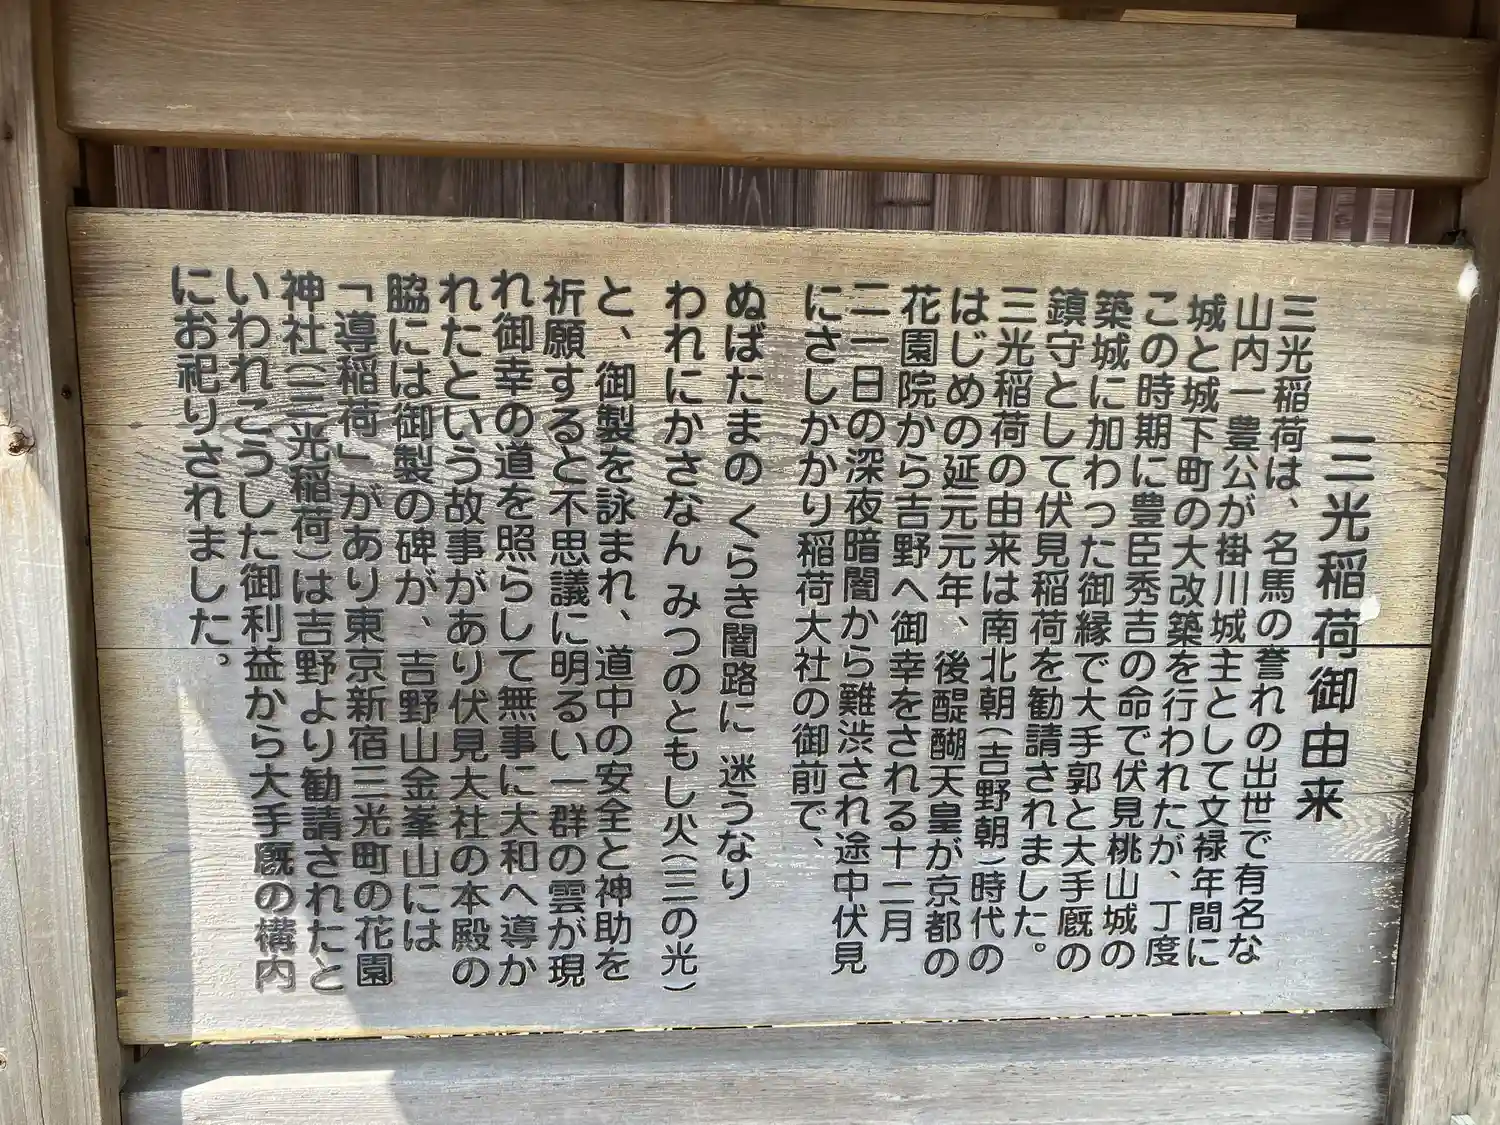 三光稲荷御由来
三光稲荷は、名馬の誉れの出世で有名な
山内一豊公が掛川城主として文禄年間に
城と城下町の大改築を行われたが、丁度
この時期に豊臣秀吉の命で伏見桃山城の
築城に加わった御縁で大手郭と大手厩の
鎮守として伏見稲荷を勧請されました。
三光稲荷の由来は南北朝(吉野朝)時代の
はじめの延元元年、後醍醐天皇が京都の
花園院から吉野へ御幸をされる十二月
二一日の深夜暗闇から難渋され途中伏見
にさしかかり稲荷大社の御前で、
ぬばたまの くらき闇路に 迷うなり
われにかさなん みつのともし火(三の光)
と、御製を詠まれ、道中の安全と神助を
祈願すると不思議に明るい一群の雲が現
れ御幸の道を照らして無事に大和へ導か
れたという故事があり伏見大社の本殿の
脇には御製の碑が、吉野山金峯山には
「導稲荷」があり東京新宿三光町の花園
神社(三光稲荷)は吉野より勧請されたと
いわれこうした御利益から大手厩の構内
にお祀りされました。